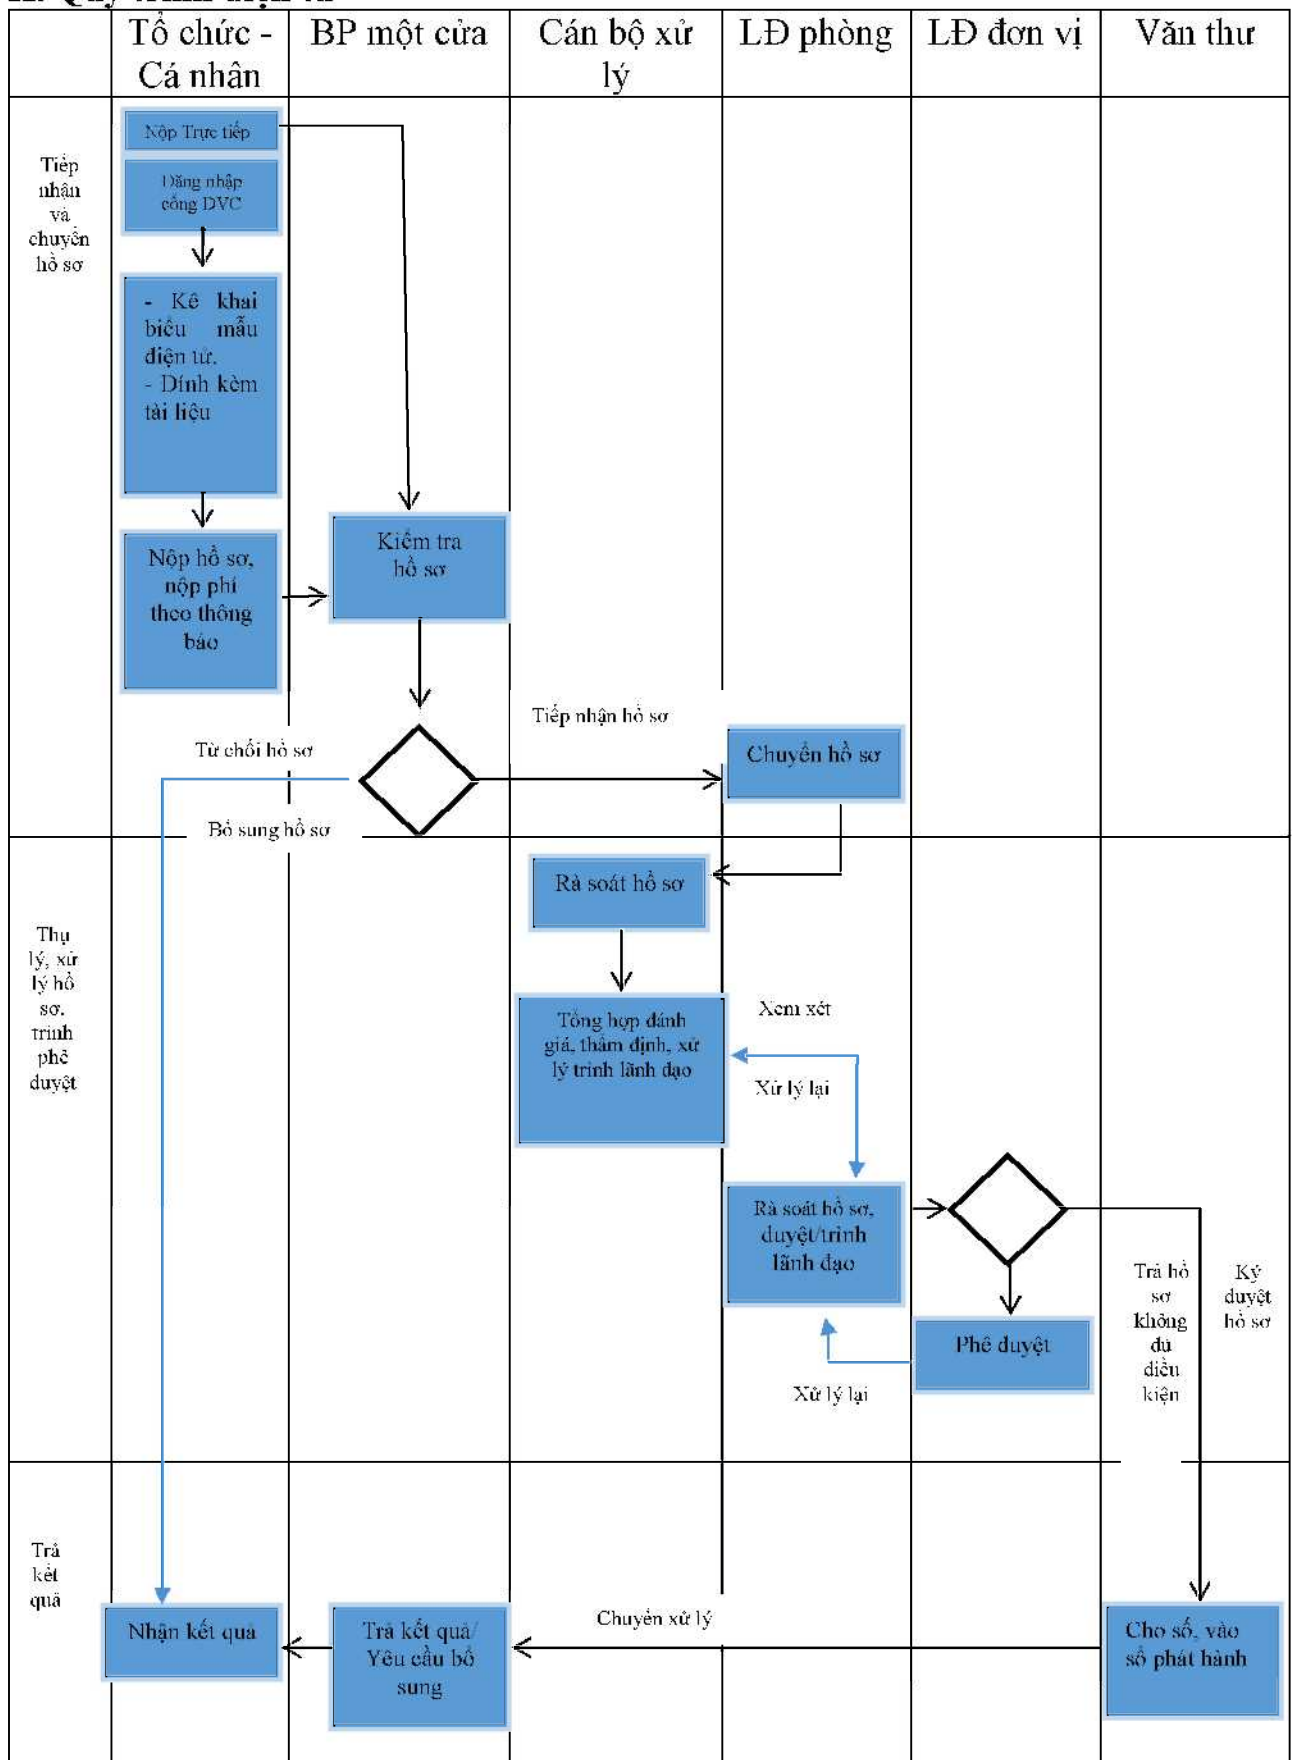 Tổ chức -
Cá nhân
BP một cửa
Cán bộ xử
lý
LĐ phòng
LĐ đơn vị
Văn thư
Tiếp
nhận
và
chuyển
hồ sơ
Nộp Trực tiếp
Đăng nhập
cổng DVC
- Kê khai
biểu mẫu
điện tử.
- Đính kèm
tài liệu
Nộp hồ sơ,
nộp phí
theo thông
báo
Kiểm tra
hồ sơ
Tiếp nhận hồ sơ
Từ chối hồ sơ
Bổ sung hồ sơ
Chuyển hồ sơ
Thụ
lý, xử
lý hồ
sơ.
trình
phê
duyệt
Rà soát hồ sơ
Tổng hợp đánh
giá, thẩm định, xử
lý trình lãnh đạo
Xem xét
Xử lý lại
Rà soát hồ sơ,
duyệt/trình
lãnh đạo
Phê duyệt
Xử lý lại
Trả hồ
sơ
không
đủ
điều
kiện
Ký
duyệt
hồ sơ
Trả
kết
quả
Nhận kết quả
Trả kết quả/
Yêu cầu bổ
sung
Chuyển xử lý
Cho số, vào
sổ phát hành